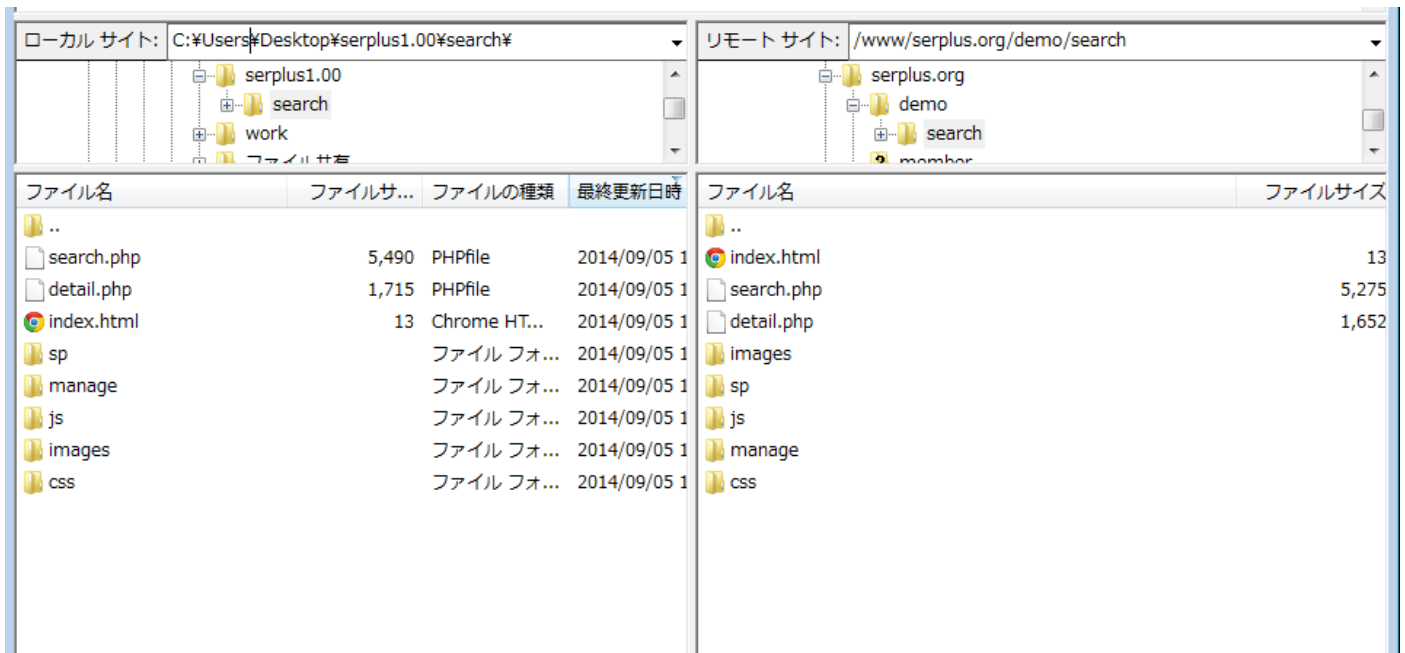 ローカル サイト: C:¥Users¥Desktop¥serplus1.00¥search¥
serplus1.00
search
work
ファイル共有
ファイル名 ファイルサ... ファイルの種類 最終更新日時
..
search.php 5,490 PHPfile 2014/09/05 1
detail.php 1,715 PHPfile 2014/09/05 1
index.html 13 Chrome HT... 2014/09/05 1
sp ファイル フォ... 2014/09/05 1
manage ファイル フォ... 2014/09/05 1
js ファイル フォ... 2014/09/05 1
images ファイル フォ... 2014/09/05 1
css ファイル フォ... 2014/09/05 1
リモート サイト: /www/serplus.org/demo/search
serplus.org
demo
search
? member
ファイル名 ファイルサイズ
..
index.html 13
search.php 5,275
detail.php 1,652
images
sp
js
manage
css